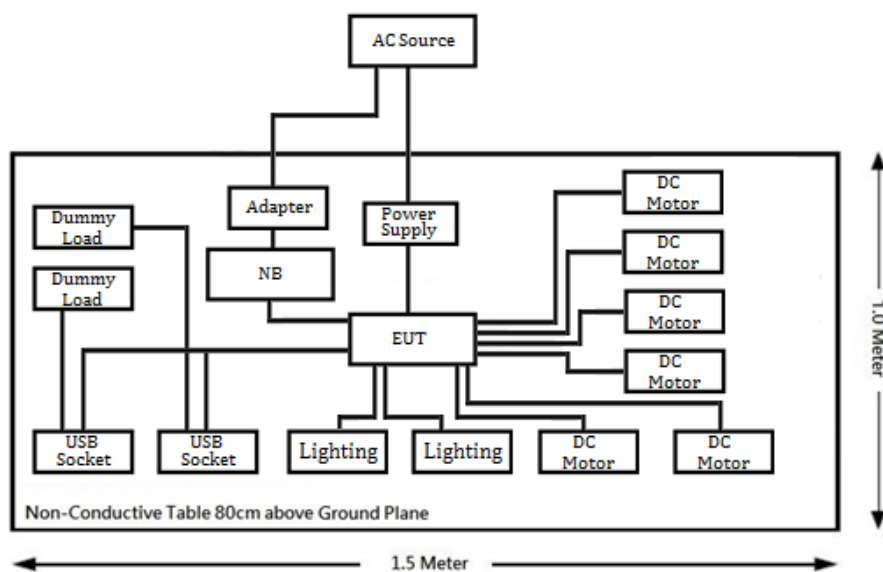 AC Source
Adapter
Power
Supply
DC
Motor
Dummy
Load
NB
DC
Motor
Dummy
Load
DC
Motor
EUT
DC
Motor
USB
Socket
USB
Socket
Lighting
Lighting
DC
Motor
DC
Motor
Non-Conductive Table 80cm above Ground Plane
1.0 Meter
1.5 Meter